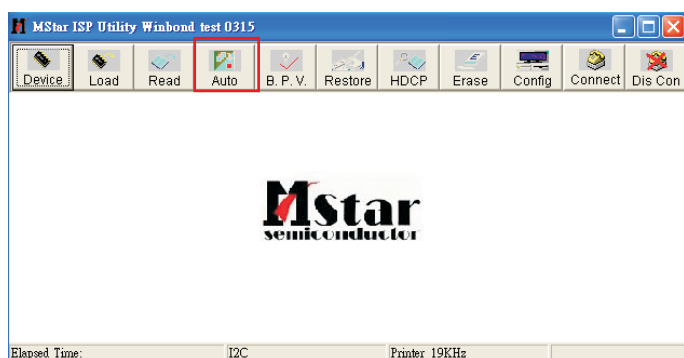 MStar ISP Utility Winbond test 0315
Device Load Read Auto B. P. V. Restore HDCP Erase Config Connect Dis Con
Mstar
semiconductor
Elapsed Time: I2C Printer 19KHz